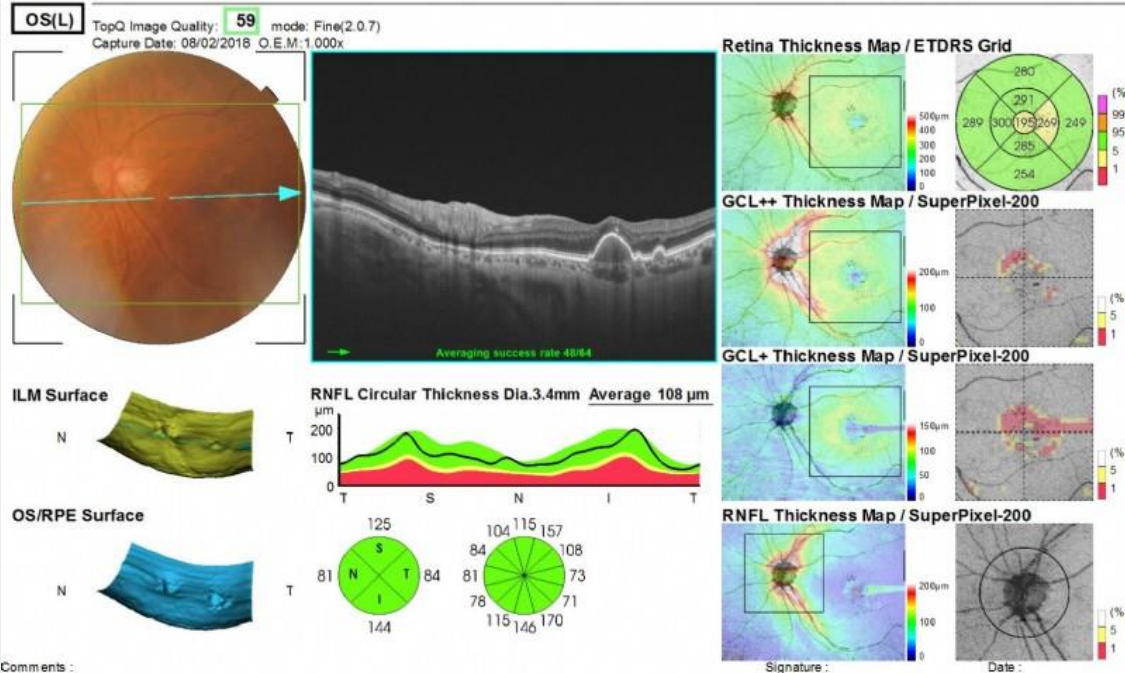 OS(L) TopQ Image Quality: 59 mode: Fine(2.0.7)
Capture Date: 08/02/2018 O.E.M:1.000x
Averaging success rate 48/64
Retina Thickness Map / ETDRS Grid
500µm
400
300
200
100
0
280
291
289 300 195 269 249
285
254
(%
99
95
5
1
GCL++ Thickness Map / SuperPixel-200
200µm
100
0
(%
5
1
GCL+ Thickness Map / SuperPixel-200
150µm
100
50
0
(%
5
1
RNFL Thickness Map / SuperPixel-200
200µm
100
0
(%
5
1
ILM Surface
N T
OS/RPE Surface
N T
RNFL Circular Thickness Dia.3.4mm Average 108 µm
µm
200
100
0
T S N I T
125
S
81 N T 84
I
144
115
104 157
84 108
81 73
78 71
115 170
146
Comments :
Signature :
Date :